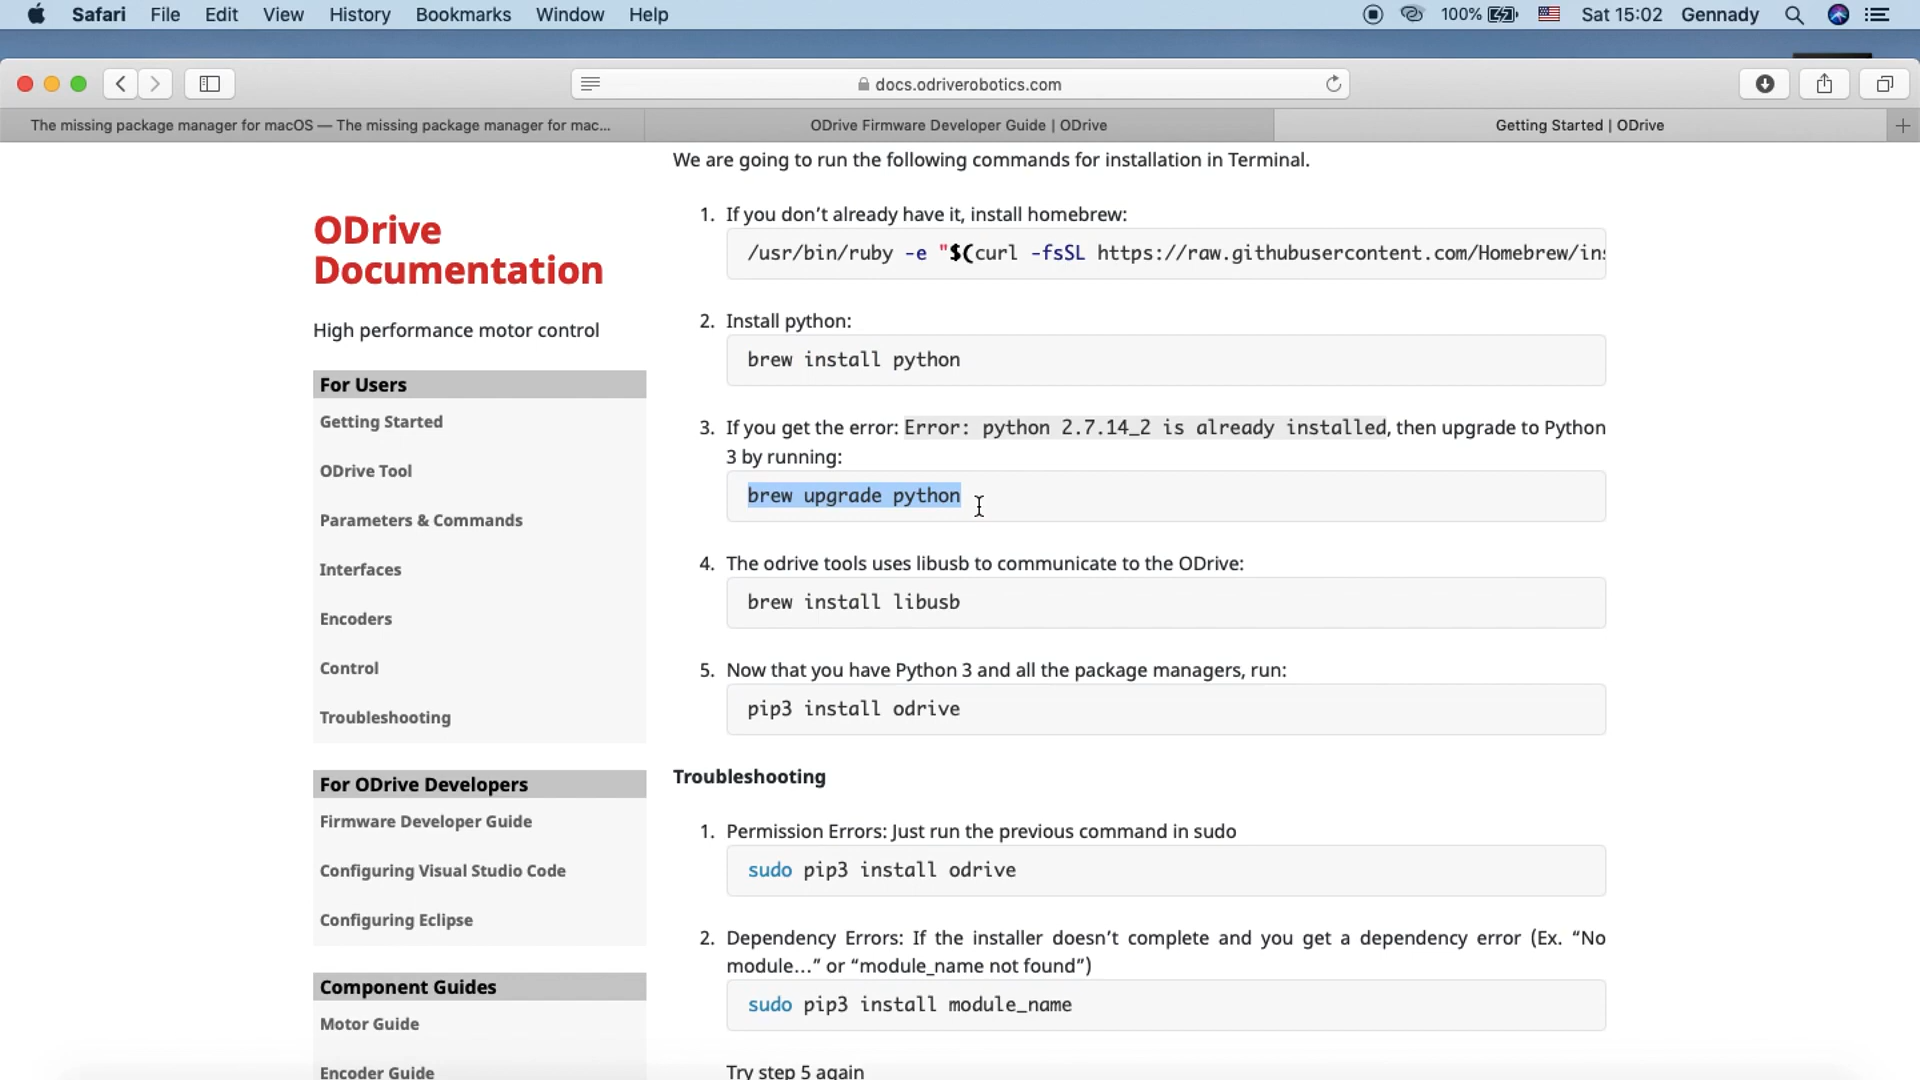 Safari File Edit View History Bookmarks Window Help 100% Sat 15:02 Gennady
docs.odriverobotics.com
The missing package manager for macOS — The missing package manager for mac... ODrive Firmware Developer Guide | ODrive Getting Started | ODrive
ODrive
Documentation
High performance motor control
For Users
Getting Started
ODrive Tool
Parameters & Commands
Interfaces
Encoders
Control
Troubleshooting
For ODrive Developers
Firmware Developer Guide
Configuring Visual Studio Code
Configuring Eclipse
Component Guides
Motor Guide
Encoder Guide
We are going to run the following commands for installation in Terminal.
1. If you don’t already have it, install homebrew:
/usr/bin/ruby -e "$(curl -fsSL https://raw.githubusercontent.com/Homebrew/ins
2. Install python:
brew install python
3. If you get the error: Error: python 2.7.14_2 is already installed, then upgrade to Python
3 by running:
brew upgrade python
4. The odrive tools uses libusb to communicate to the ODrive:
brew install libusb
5. Now that you have Python 3 and all the package managers, run:
pip3 install odrive
Troubleshooting
1. Permission Errors: Just run the previous command in sudo
sudo pip3 install odrive
2. Dependency Errors: If the installer doesn’t complete and you get a dependency error (Ex. “No
module…” or “module_name not found”)
sudo pip3 install module_name
Try step 5 again